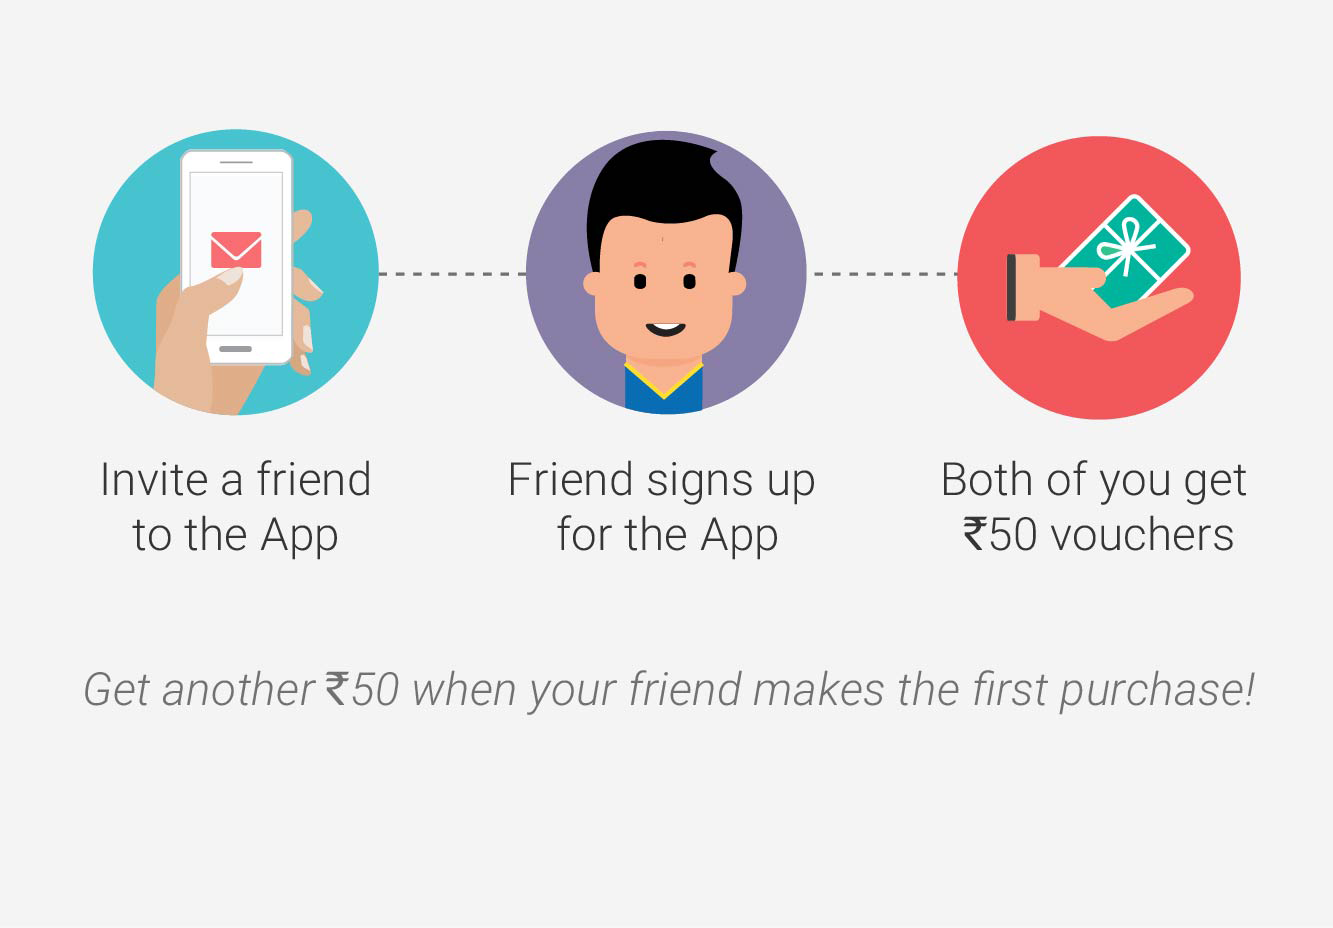 Invite a friend
to the App
Friend signs up
for the App
Both of you get
₹50 vouchers
Get another ₹50 when your friend makes the first purchase!